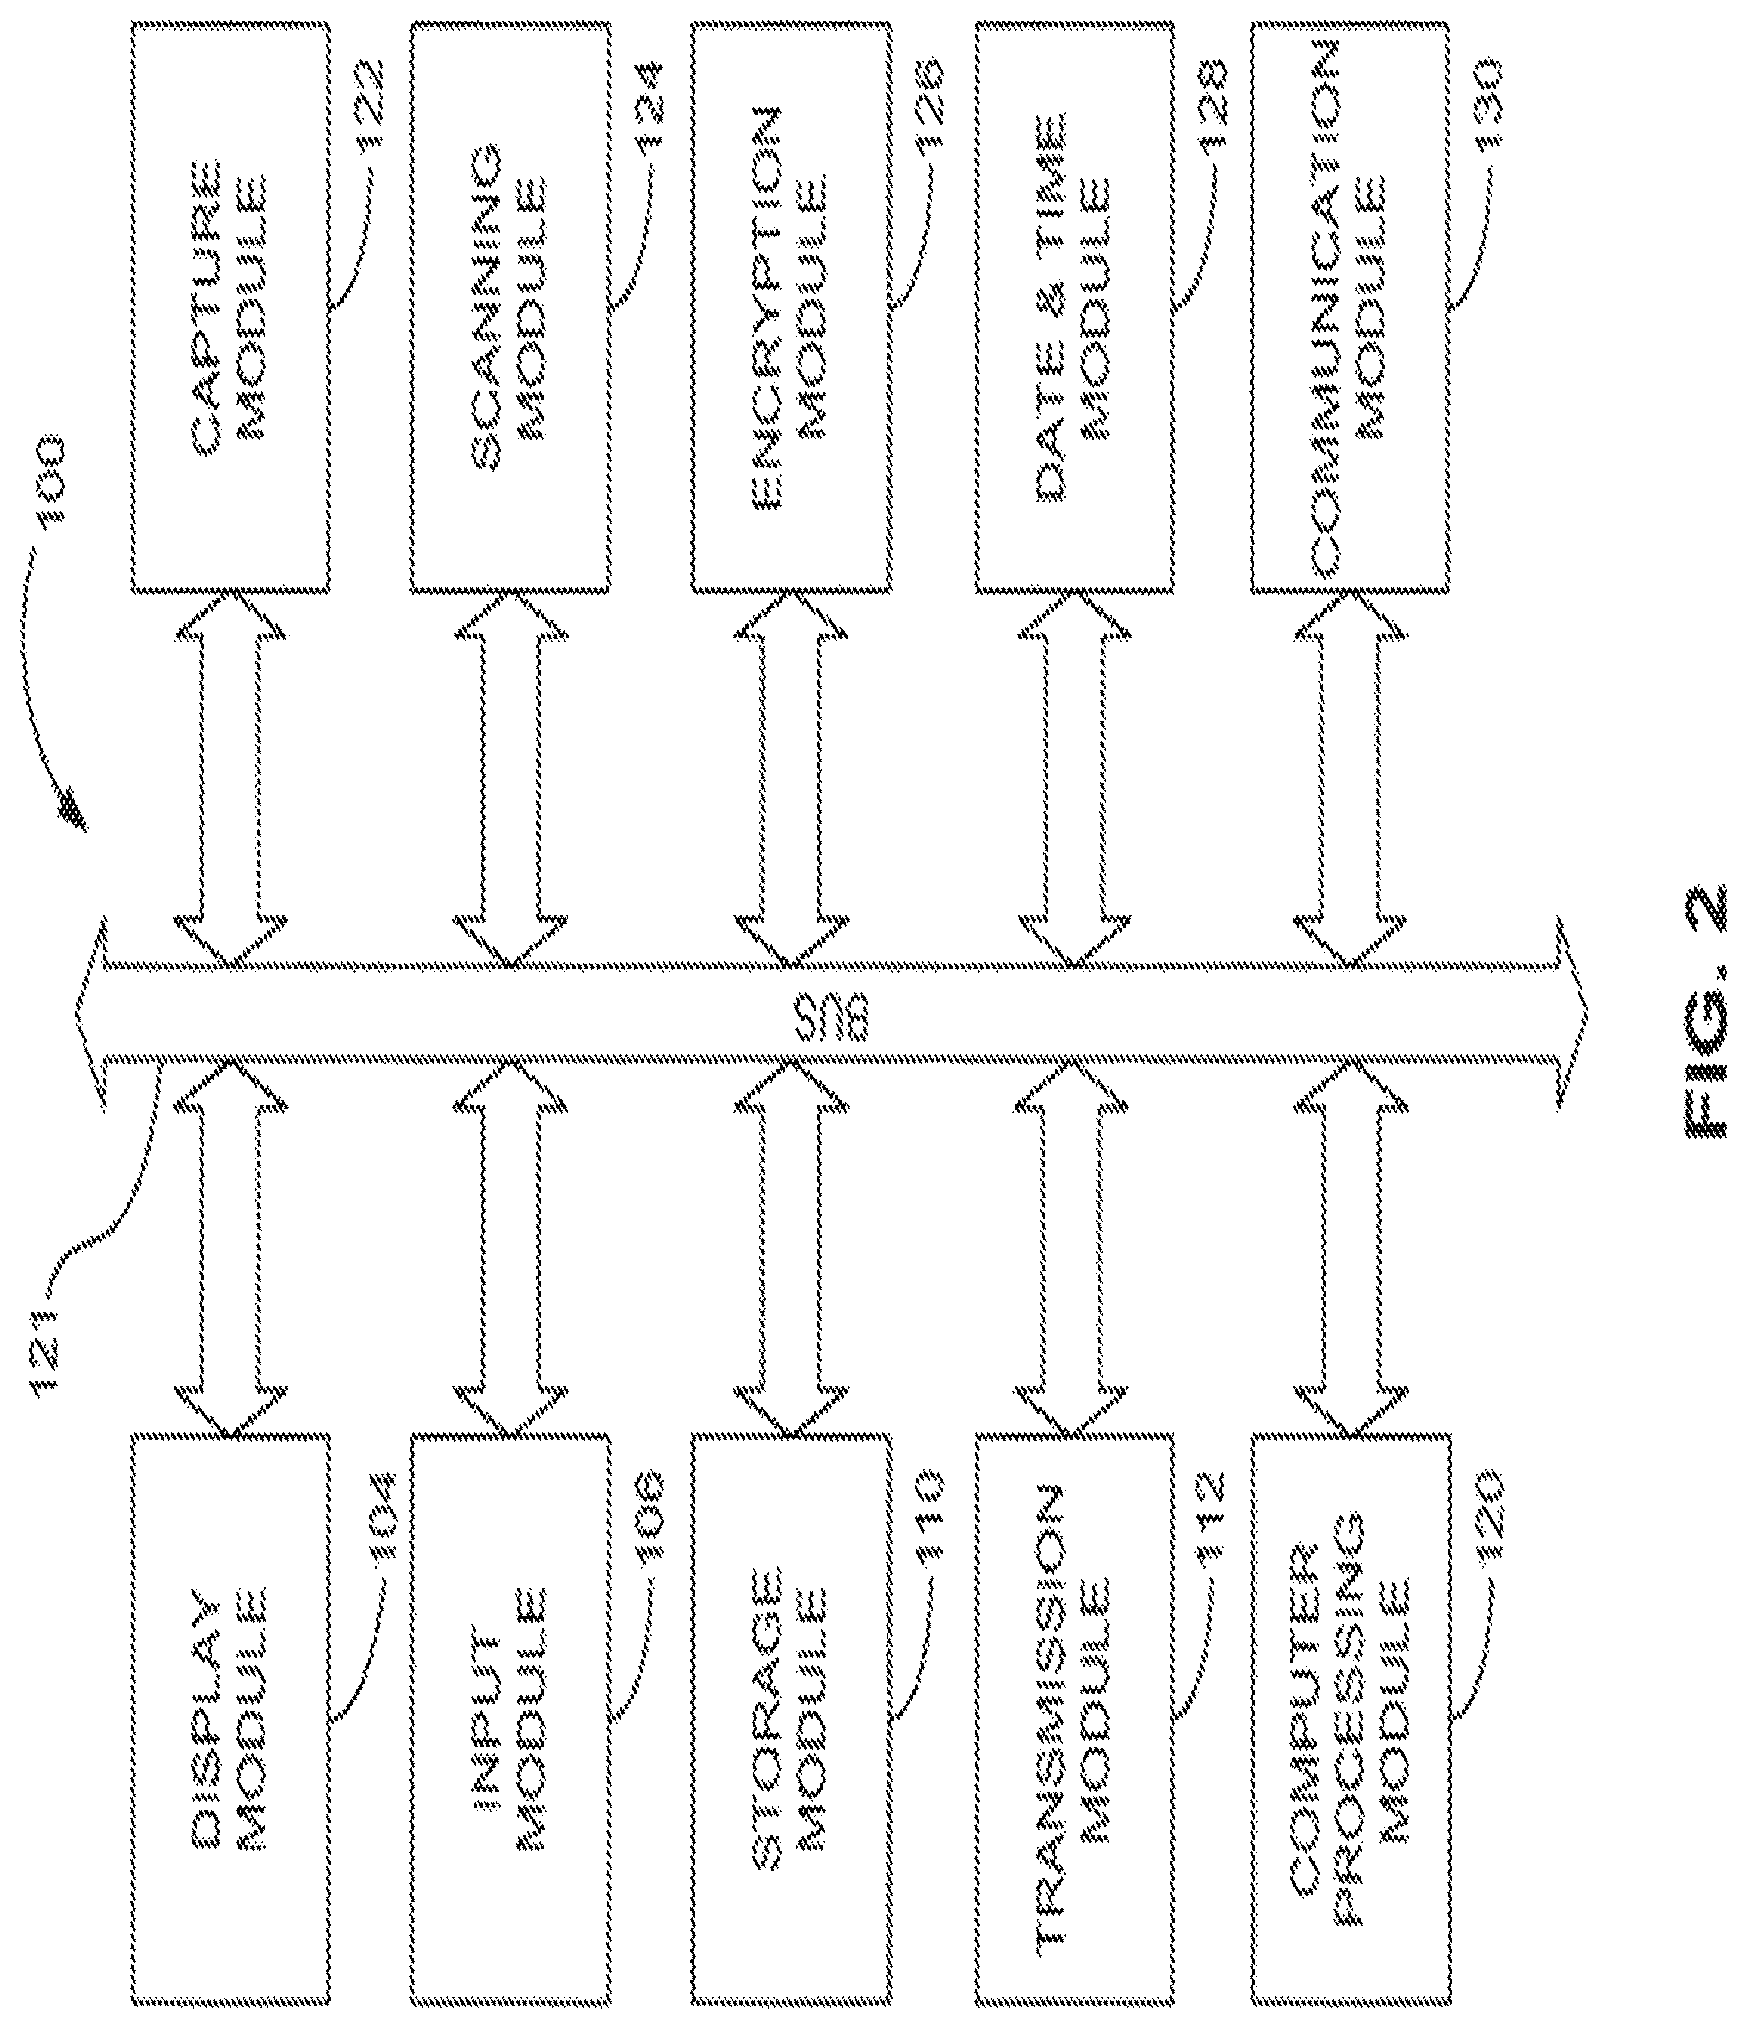 100
121
DISPLAY
MODULE
104
CAPTURE
MODULE
122
INPUT
MODULE
106
SCANNING
MODULE
124
STORAGE
MODULE
110
BUS
ENCRYPTION
MODULE
126
TRANSMISSION
MODULE
112
DATE & TIME
MODULE
128
COMPUTER
PROCESSING
MODULE
120
COMMUNICATION
MODULE
130
FIG. 2